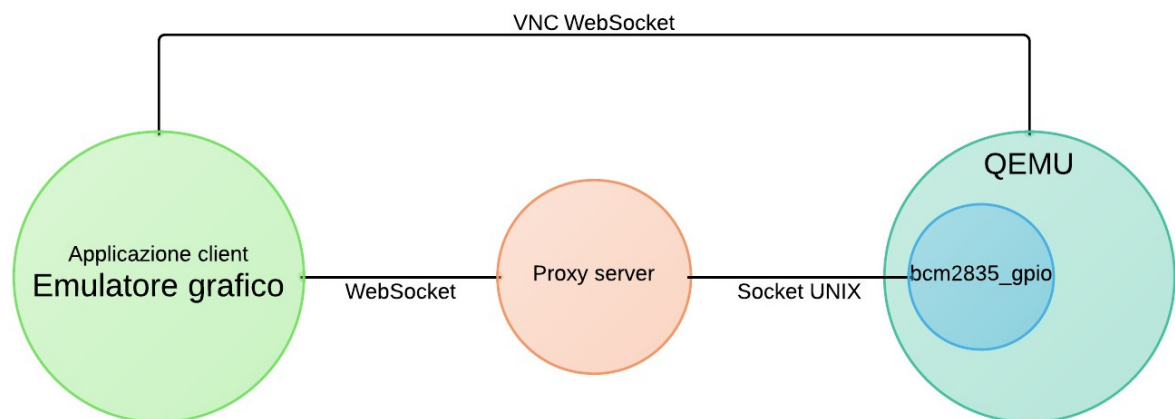 VNC WebSocket
QEMU
Applicazione client
Emulatore grafico
WebSocket
Proxy server
Socket UNIX
bcm2835_gpio